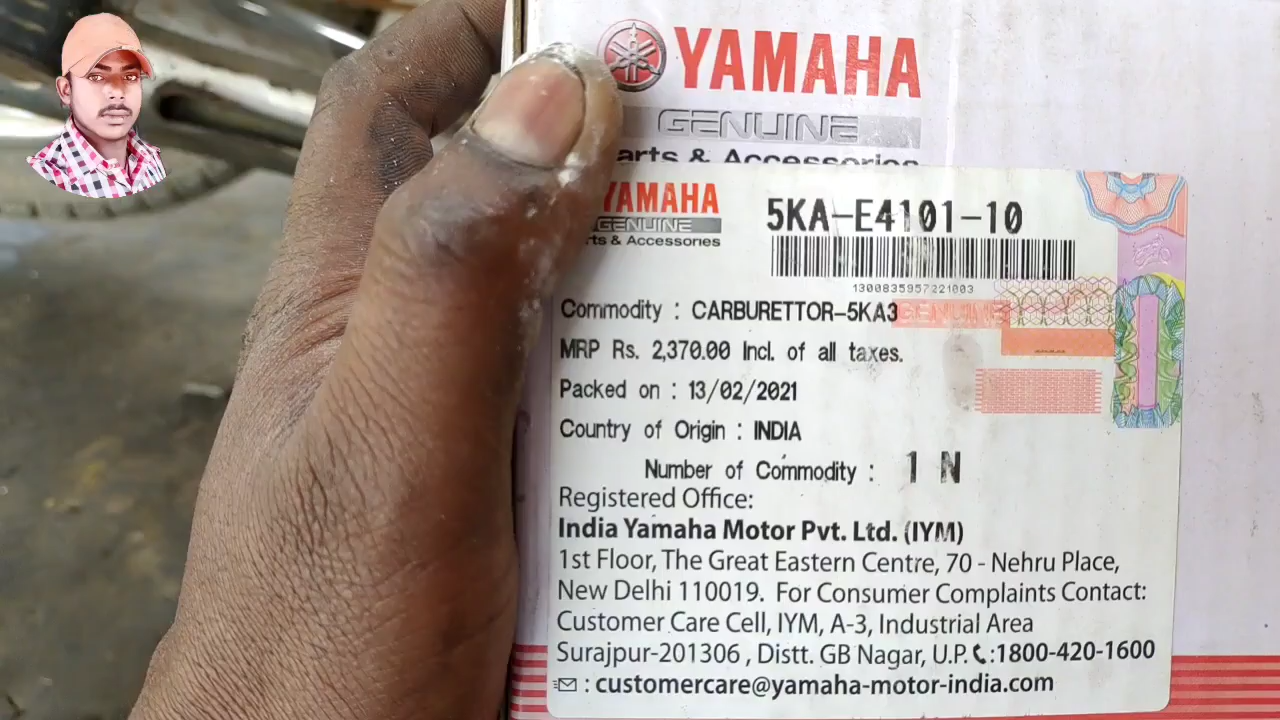 YAMAHA
GENUINE
arts & Accessories
YAMAHA
GENUINE
ts & Accessories
5KA-E4101-10
1300835957221003
Commodity : CARBURETTOR-5KA3
GENUINE
MRP Rs. 2,370.00 Incl. of all taxes.
Packed on : 13/02/2021
Country of Origin : INDIA
Number of Commodity : 1 N
Registered Office:
India Yamaha Motor Pvt. Ltd. (IYM)
1st Floor, The Great Eastern Centre, 70 - Nehru Place,
New Delhi 110019. For Consumer Complaints Contact:
Customer Care Cell, IYM, A-3, Industrial Area
Surajpur-201306 , Distt. GB Nagar, U.P. :1800-420-1600
: customercare@yamaha-motor-india.com